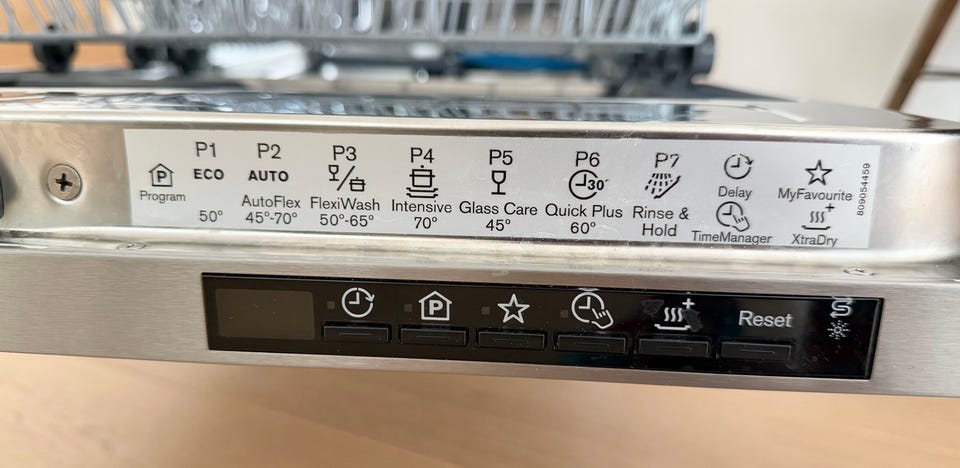 P1 P2 P3 P4 P5 P6 P7
ECO AUTO 30'
Program AutoFlex FlexiWash Intensive Glass Care Quick Plus Rinse & Hold Delay MyFavourite
50° 45°-70° 50°-65° 70° 45° 60° TimeManager XtraDry
809054459
P Reset